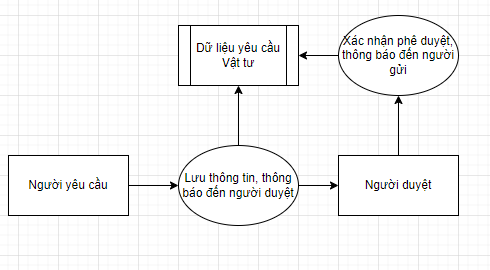 Dữ liệu yêu cầu
Vật tư
Xác nhận phê duyệt,
thông báo đến người
gửi
Người yêu cầu
Lưu thông tin, thông
báo đến người duyệt
Người duyệt